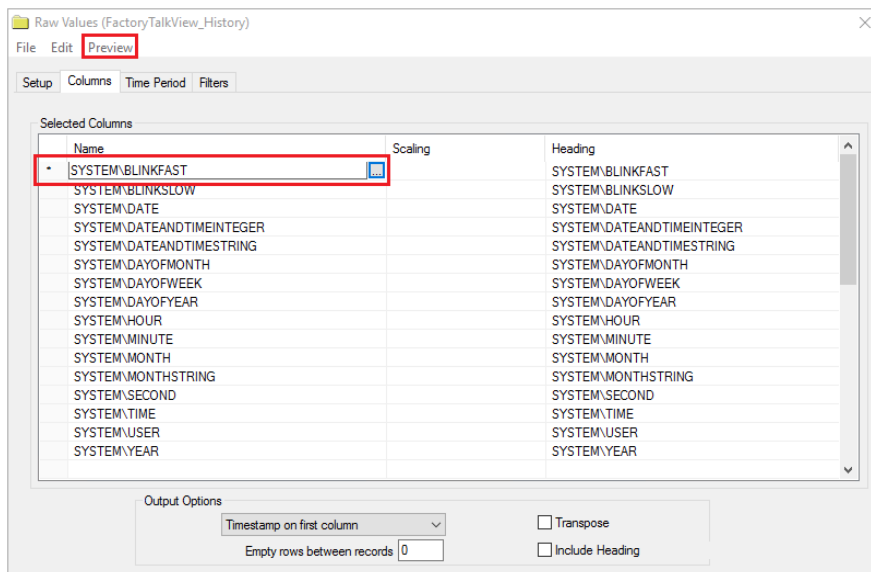 Raw Values (FactoryTalkView_History)
File Edit Preview
Setup Columns Time Period Filters
Selected Columns
Name Scaling Heading
* SYSTEM\BLINKFAST ... SYSTEM\BLINKFAST
SYSTEM\BLINKSLOW SYSTEM\BLINKSLOW
SYSTEM\DATE SYSTEM\DATE
SYSTEM\DATEANDTIMEINTEGER SYSTEM\DATEANDTIMEINTEGER
SYSTEM\DATEANDTIMESTRING SYSTEM\DATEANDTIMESTRING
SYSTEM\DAYOFMONTH SYSTEM\DAYOFMONTH
SYSTEM\DAYOFWEEK SYSTEM\DAYOFWEEK
SYSTEM\DAYOFYEAR SYSTEM\DAYOFYEAR
SYSTEM\HOUR SYSTEM\HOUR
SYSTEM\MINUTE SYSTEM\MINUTE
SYSTEM\MONTH SYSTEM\MONTH
SYSTEM\MONTHSTRING SYSTEM\MONTHSTRING
SYSTEM\SECOND SYSTEM\SECOND
SYSTEM\TIME SYSTEM\TIME
SYSTEM\USER SYSTEM\USER
SYSTEM\YEAR SYSTEM\YEAR
Output Options
Timestamp on first column Transpose
Empty rows between records 0 Include Heading